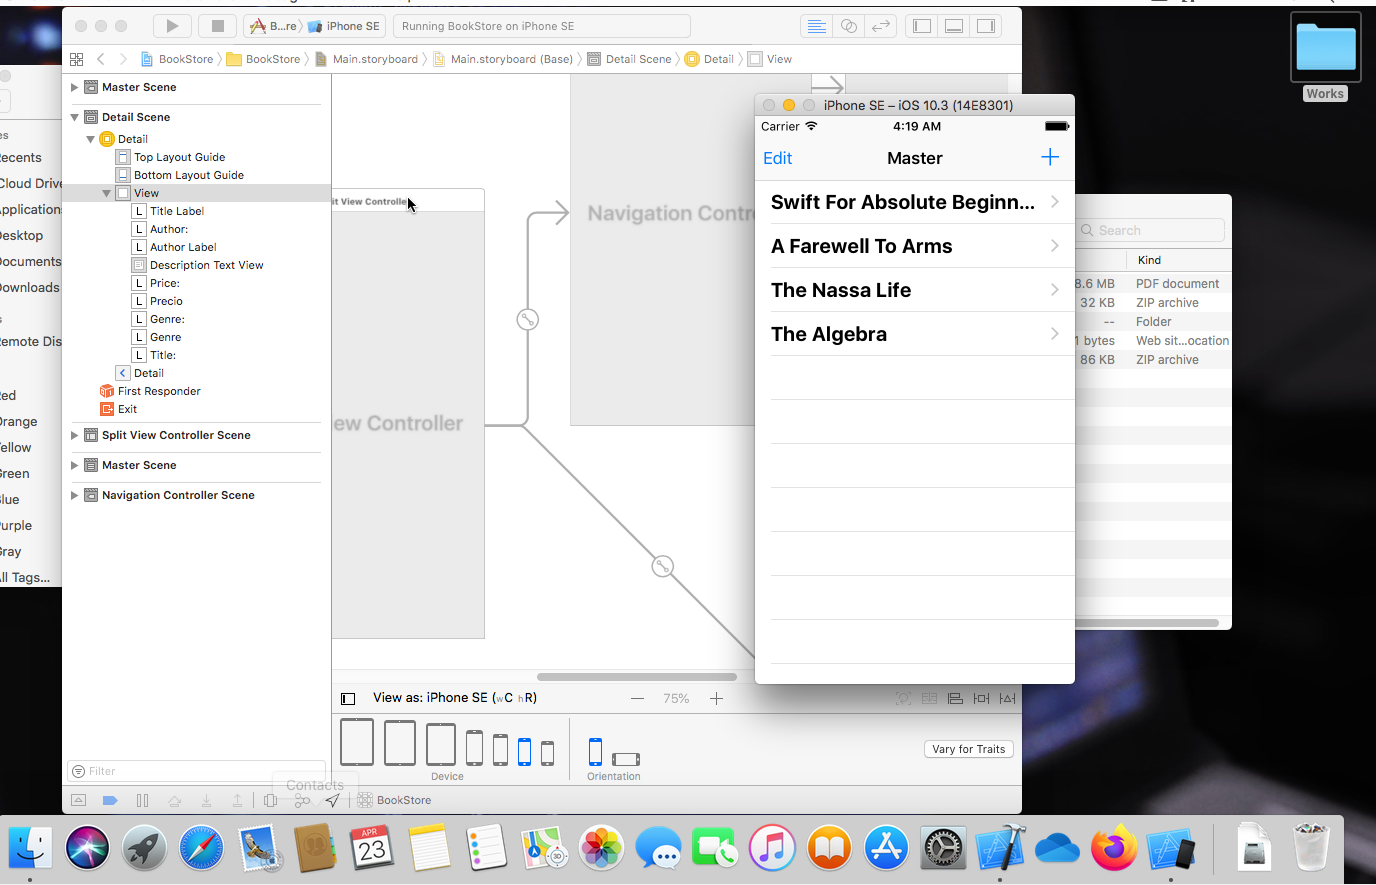 B...re
iPhone SE
Running BookStore on iPhone SE
BookStore
BookStore
Main.storyboard
Main.storyboard (Base)
Detail Scene
Detail
View
Master Scene
Detail Scene
Detail
Top Layout Guide
Bottom Layout Guide
View
L Title Label
L Author:
L Author Label
Description Text View
L Price:
L Precio
L Genre:
L Genre
L Title:
Detail
First Responder
Exit
Split View Controller Scene
Master Scene
Navigation Controller Scene
Filter
Contacts
BookStore
ecents
Cloud Drive
pplications
esktop
ocuments
ownloads
emote Dis
ed
range
ellow
reen
lue
urple
ray
ll Tags...
it View Controlle
ew Controller
Navigation Contr
View as: iPhone SE (wC hR)
75%
Device
Orientation
Vary for Traits
iPhone SE – iOS 10.3 (14E8301)
Carrier
4:19 AM
Edit
Master
Swift For Absolute Beginn...
A Farewell To Arms
The Nassa Life
The Algebra
Search
Kind
8.6 MB PDF document
32 KB ZIP archive
-- Folder
1 bytes Web sit...ocation
86 KB ZIP archive
Works
APR
23